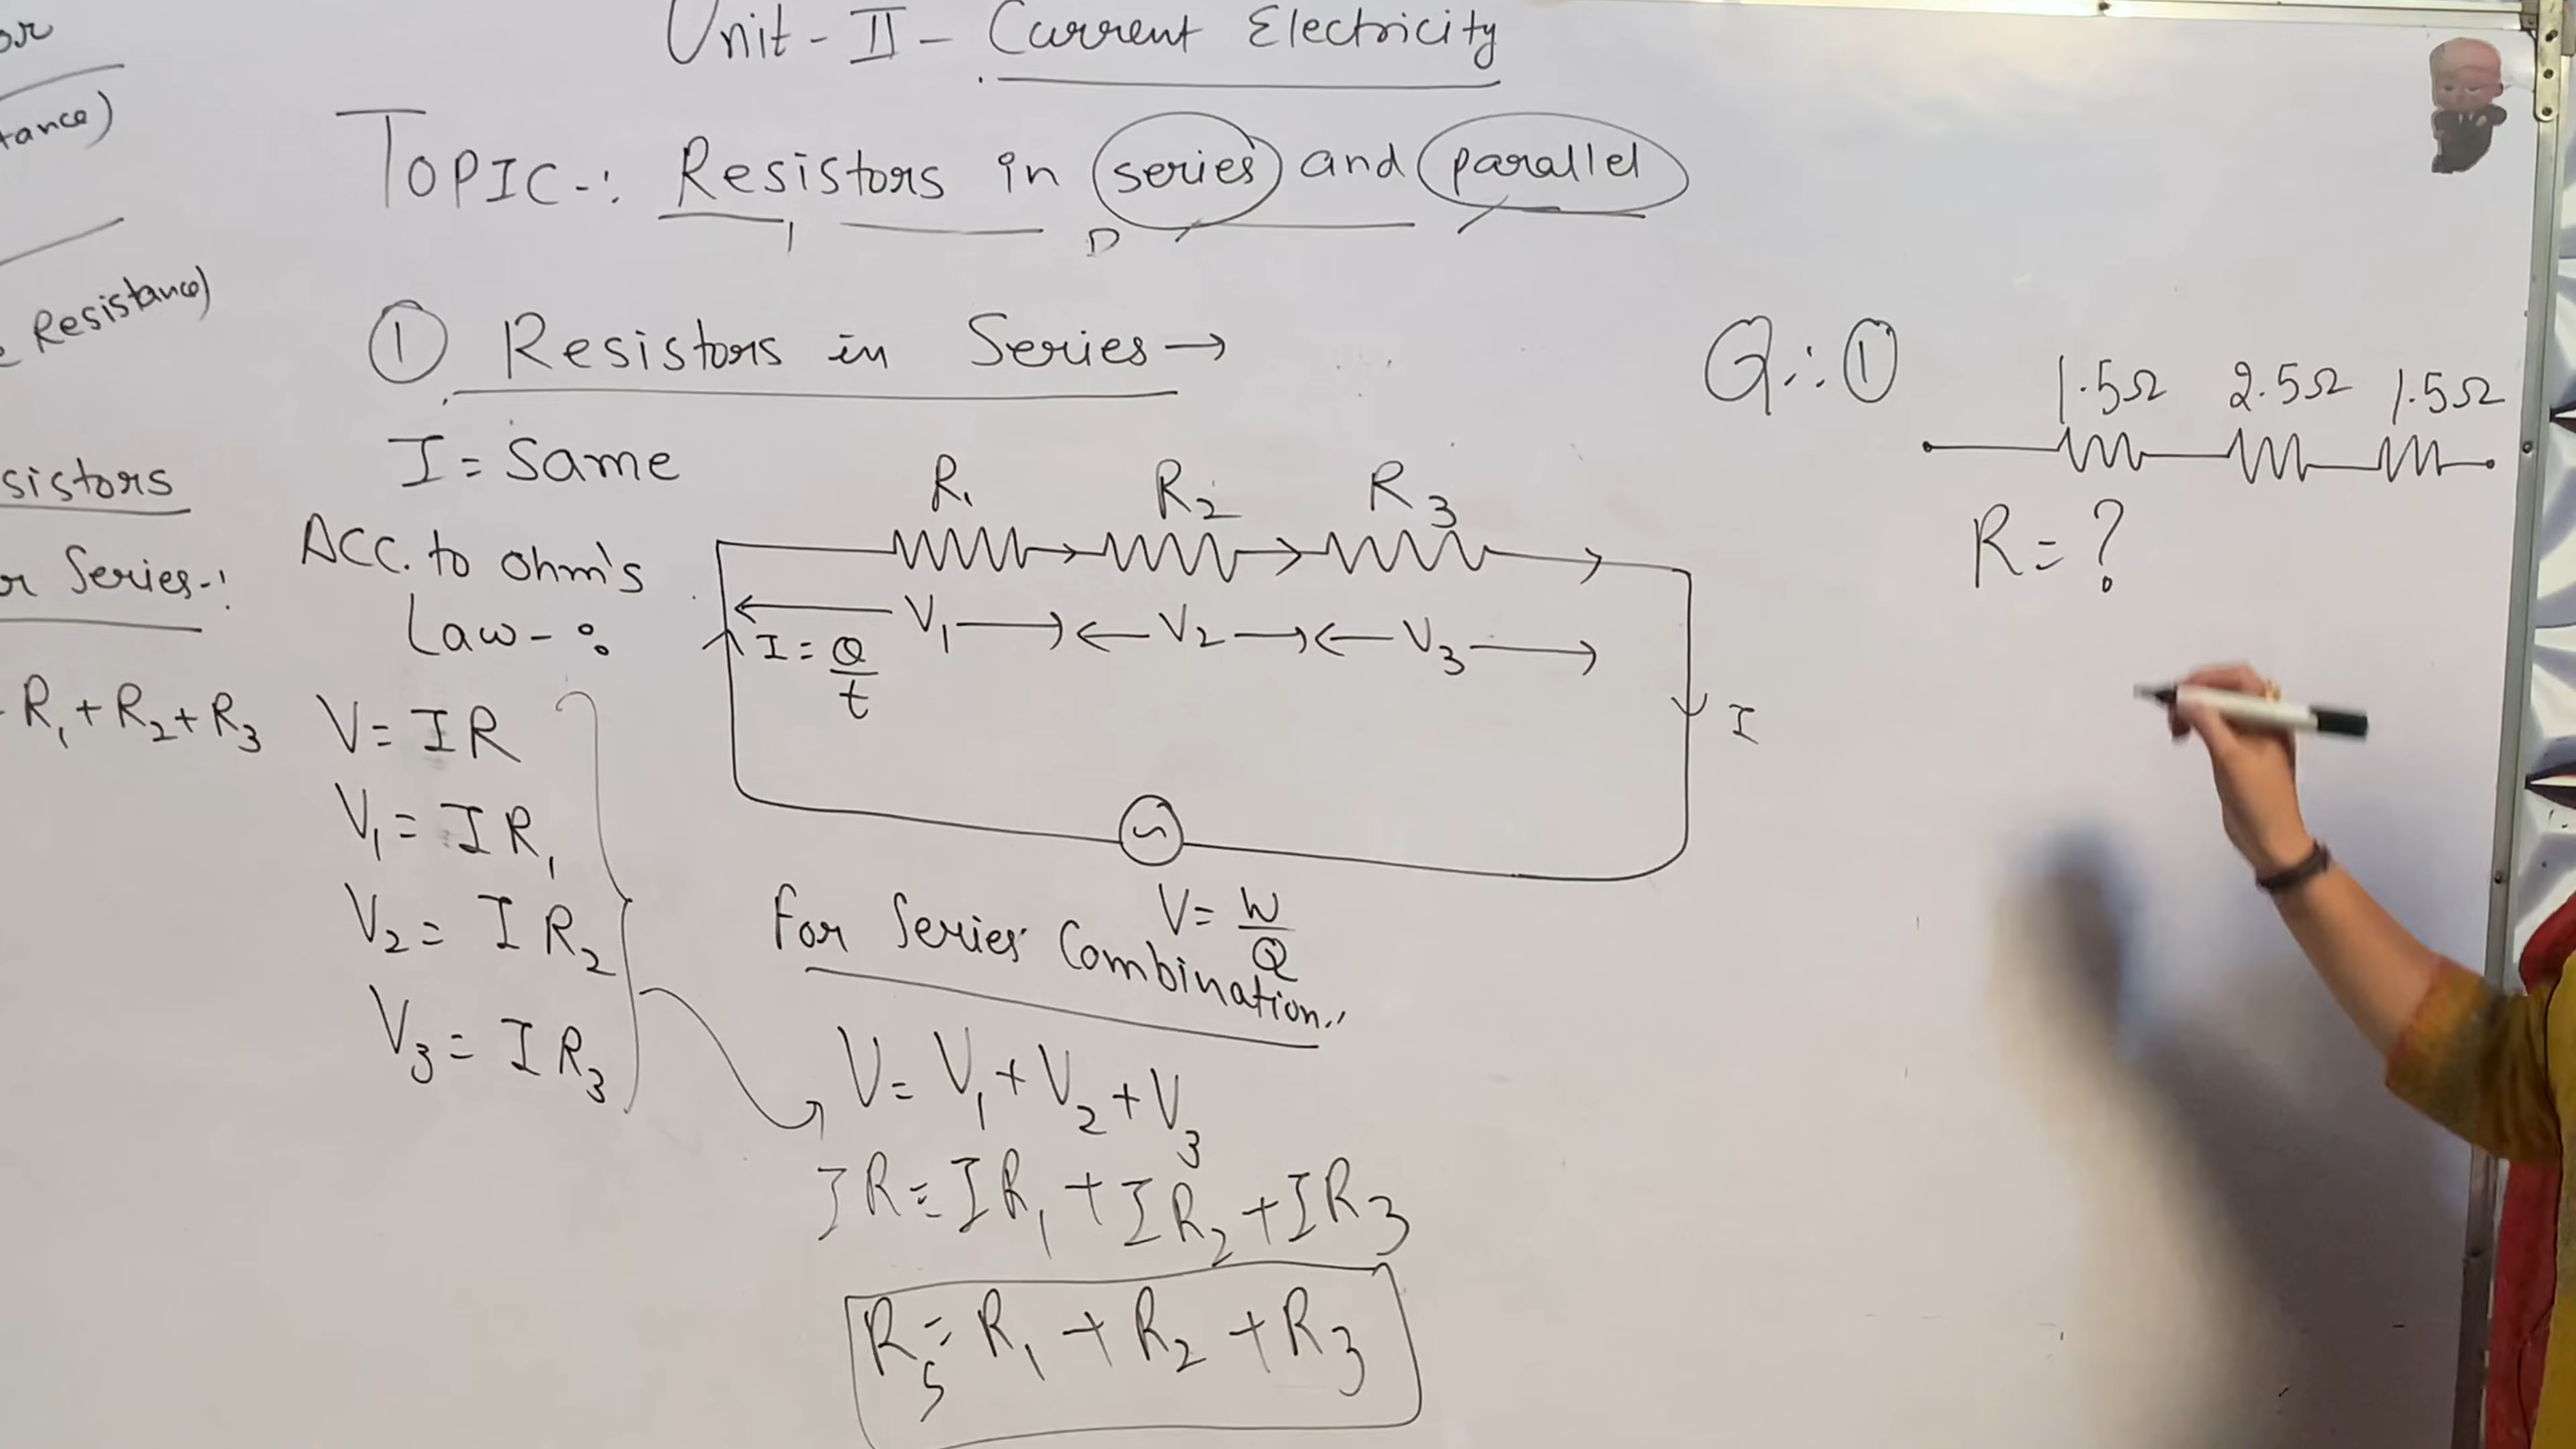 Unit - II - Current Electricity
TOPIC -: Resistors in series and parallel
① Resistors in Series →
I = Same
Acc. to ohm's
Law -:
V = IR
V₁ = IR₁
V₂ = IR₂
V₃ = IR₃
R₁ R₂ R₃
V₁ V₂ V₃
I = Q/t
I
V = W/Q
For Series Combination
V = V₁ + V₂ + V₃
IR = IR₁ + IR₂ + IR₃
Rs = R₁ + R₂ + R₃
Q∴ ①
1.5Ω 2.5Ω 1.5Ω
R = ?
or
tance)
Resistance)
sistors
or Series -:
R₁ + R₂ + R₃